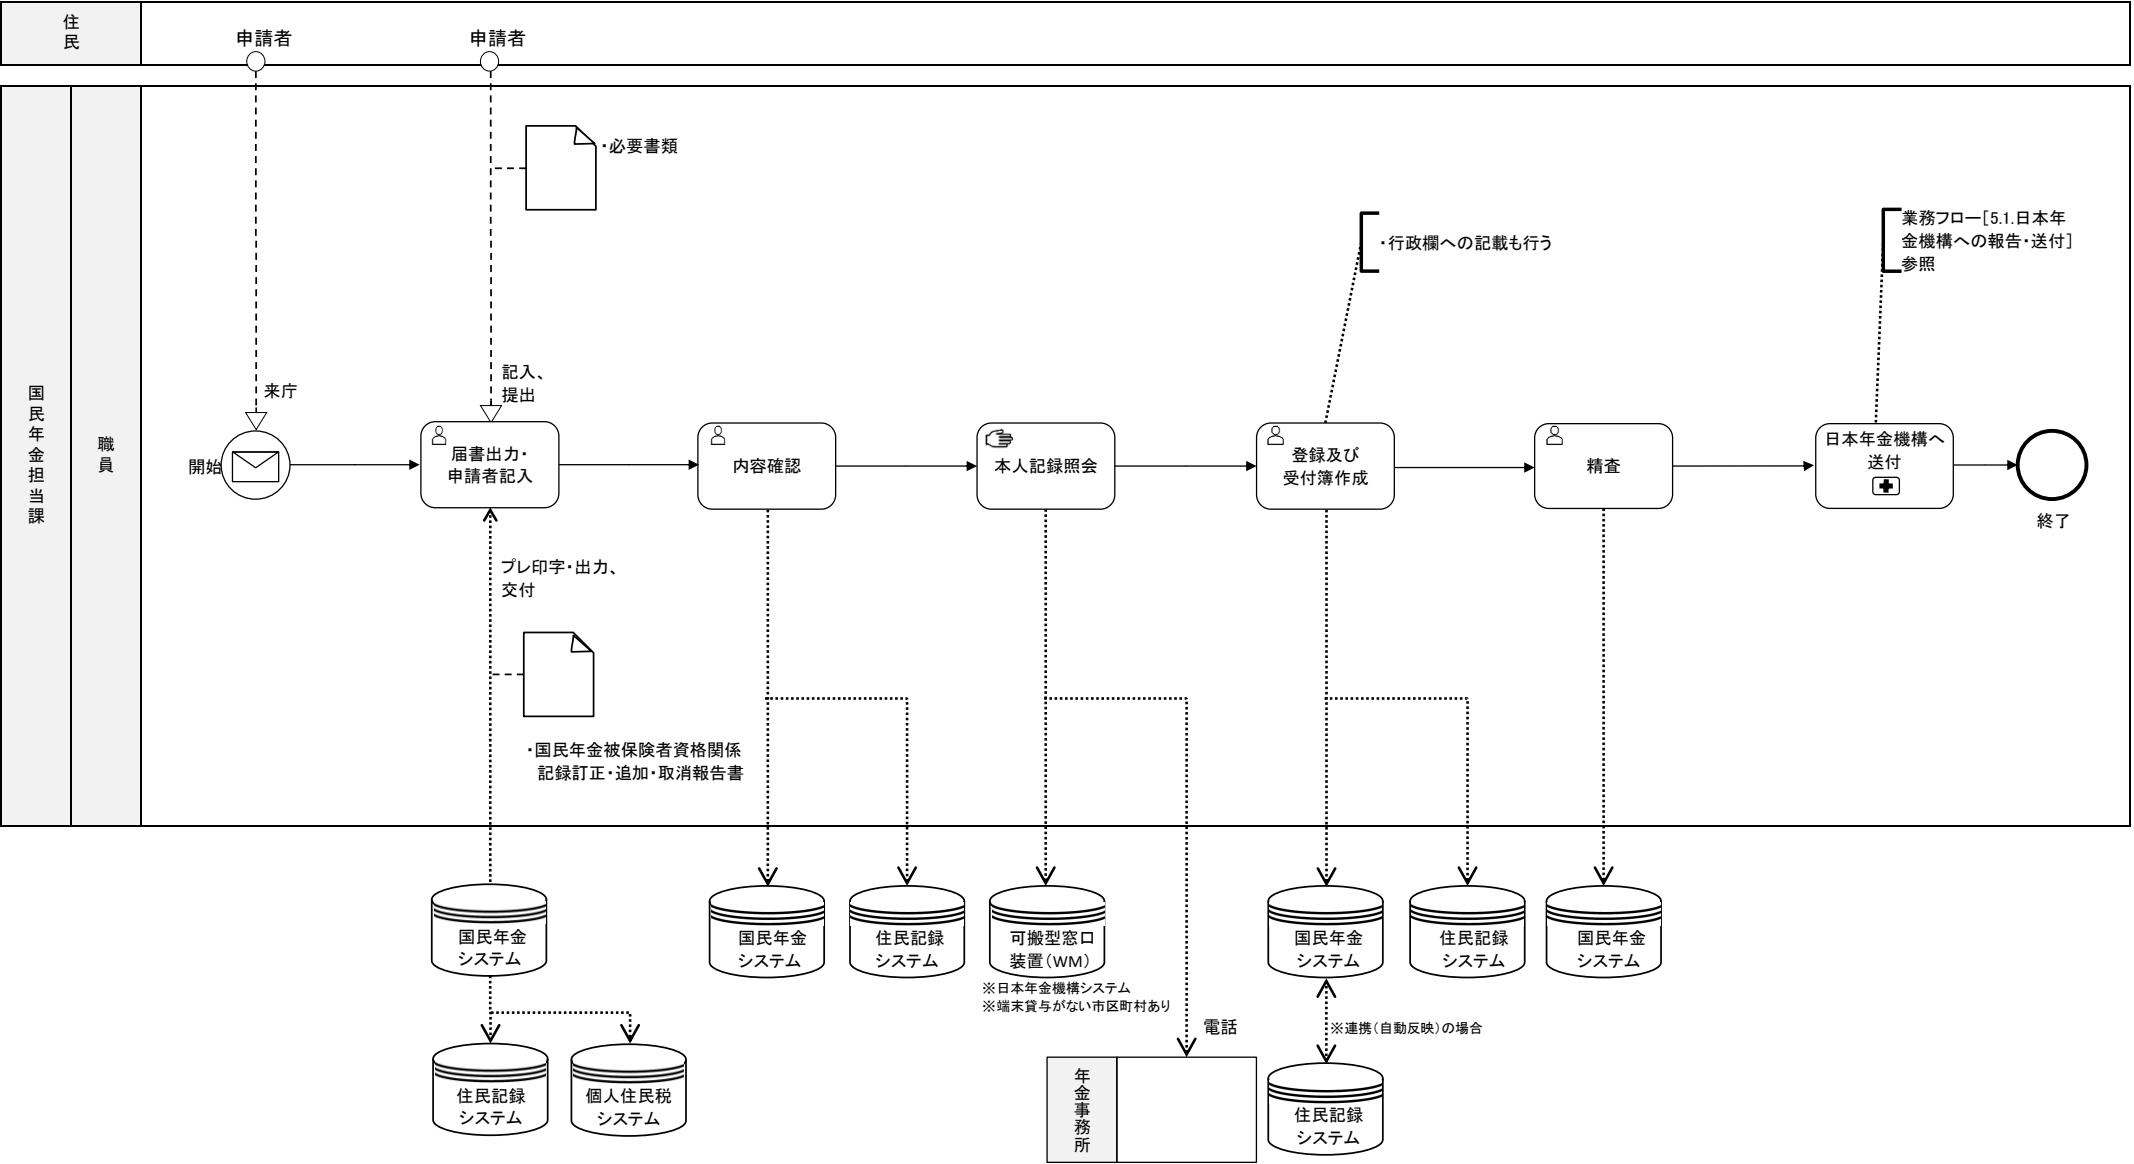 住民
申請者
申請者
国民年金担当課
職員
・必要書類
・行政欄への記載も行う
業務フロー[5.1.日本年
金機構への報告・送付]
参照
来庁
記入、
提出
開始
届書出力・
申請者記入
内容確認
本人記録照会
登録及び
受付簿作成
精査
日本年金機構へ
送付
終了
プレ印字・出力、
交付
・国民年金被保険者資格関係
記録訂正・追加・取消報告書
国民年金
システム
国民年金
システム
住民記録
システム
可搬型窓口
装置(WM)
※日本年金機構システム
※端末貸与がない市区町村あり
国民年金
システム
住民記録
システム
国民年金
システム
電話
※連携(自動反映)の場合
住民記録
システム
個人住民税
システム
年金事務所
住民記録
システム